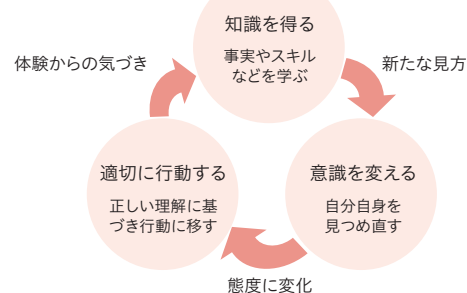 知識を得る
事実やスキル
などを学ぶ
体験からの気づき
新たな見方
適切に行動する
正しい理解に基
づき行動に移す
意識を変える
自分自身を
見つめ直す
態度に変化